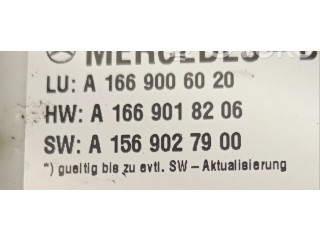 MERCEDES
LU: A 166 900 60 20
HW: A 166 901 82 06
SW: A 156 902 79 00
*) gueltig bis zu evtl. SW-Aktualisierung